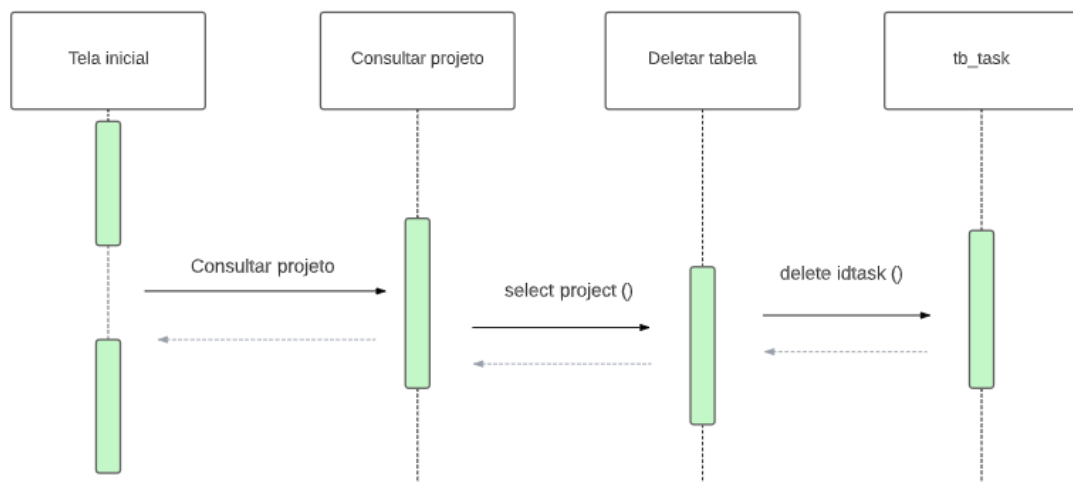 Tela inicial
Consultar projeto
Deletar tabela
tb_task
Consultar projeto
select project ()
delete idtask ()